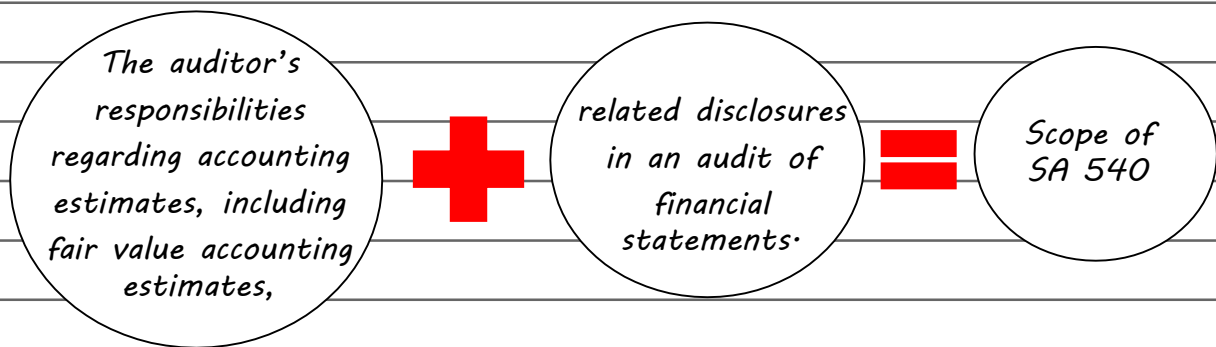 The auditor's
responsibilities
regarding accounting
estimates, including
fair value accounting
estimates,
related disclosures
in an audit of
financial
statements·
Scope of
SA 540